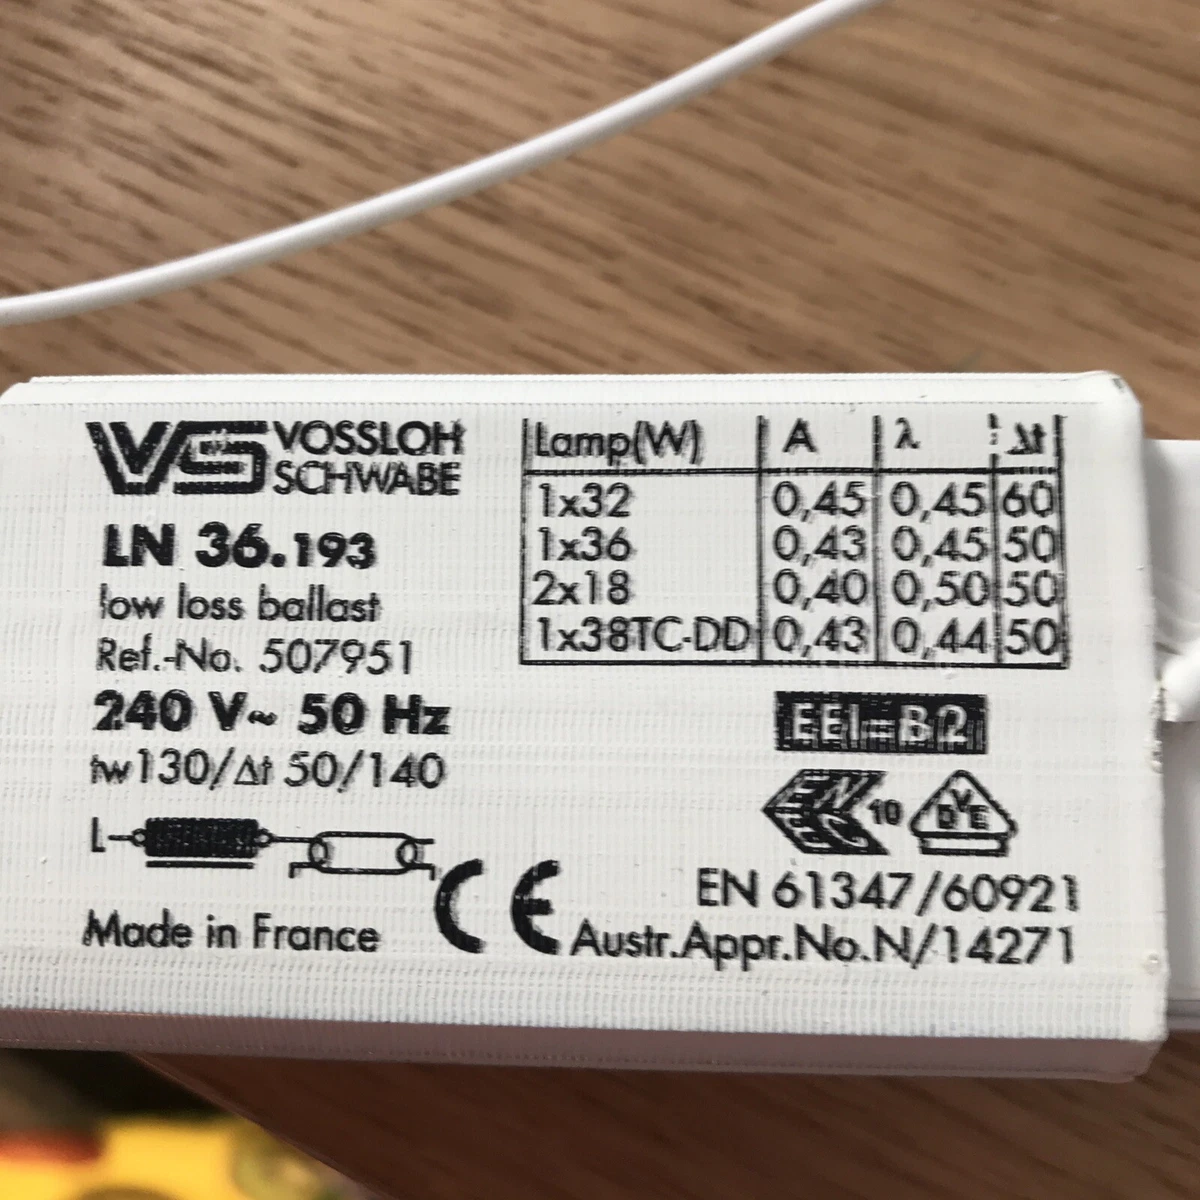 VS VOSSLOH
SCHWABE
LN 36.193
low loss ballast
Ref.-No. 507951
240 V~ 50 Hz
tw130/Δt 50/140
L
Made in France
CE
Lamp(W) A λ Δt
1x32 0,45 0,45 60
1x36 0,43 0,45 50
2x18 0,40 0,50 50
1x38TC-DD 0,43 0,44 50
EEI=B2
EN
EC 10 DVE
EN 61347/60921
Austr.Appr.No.N/14271